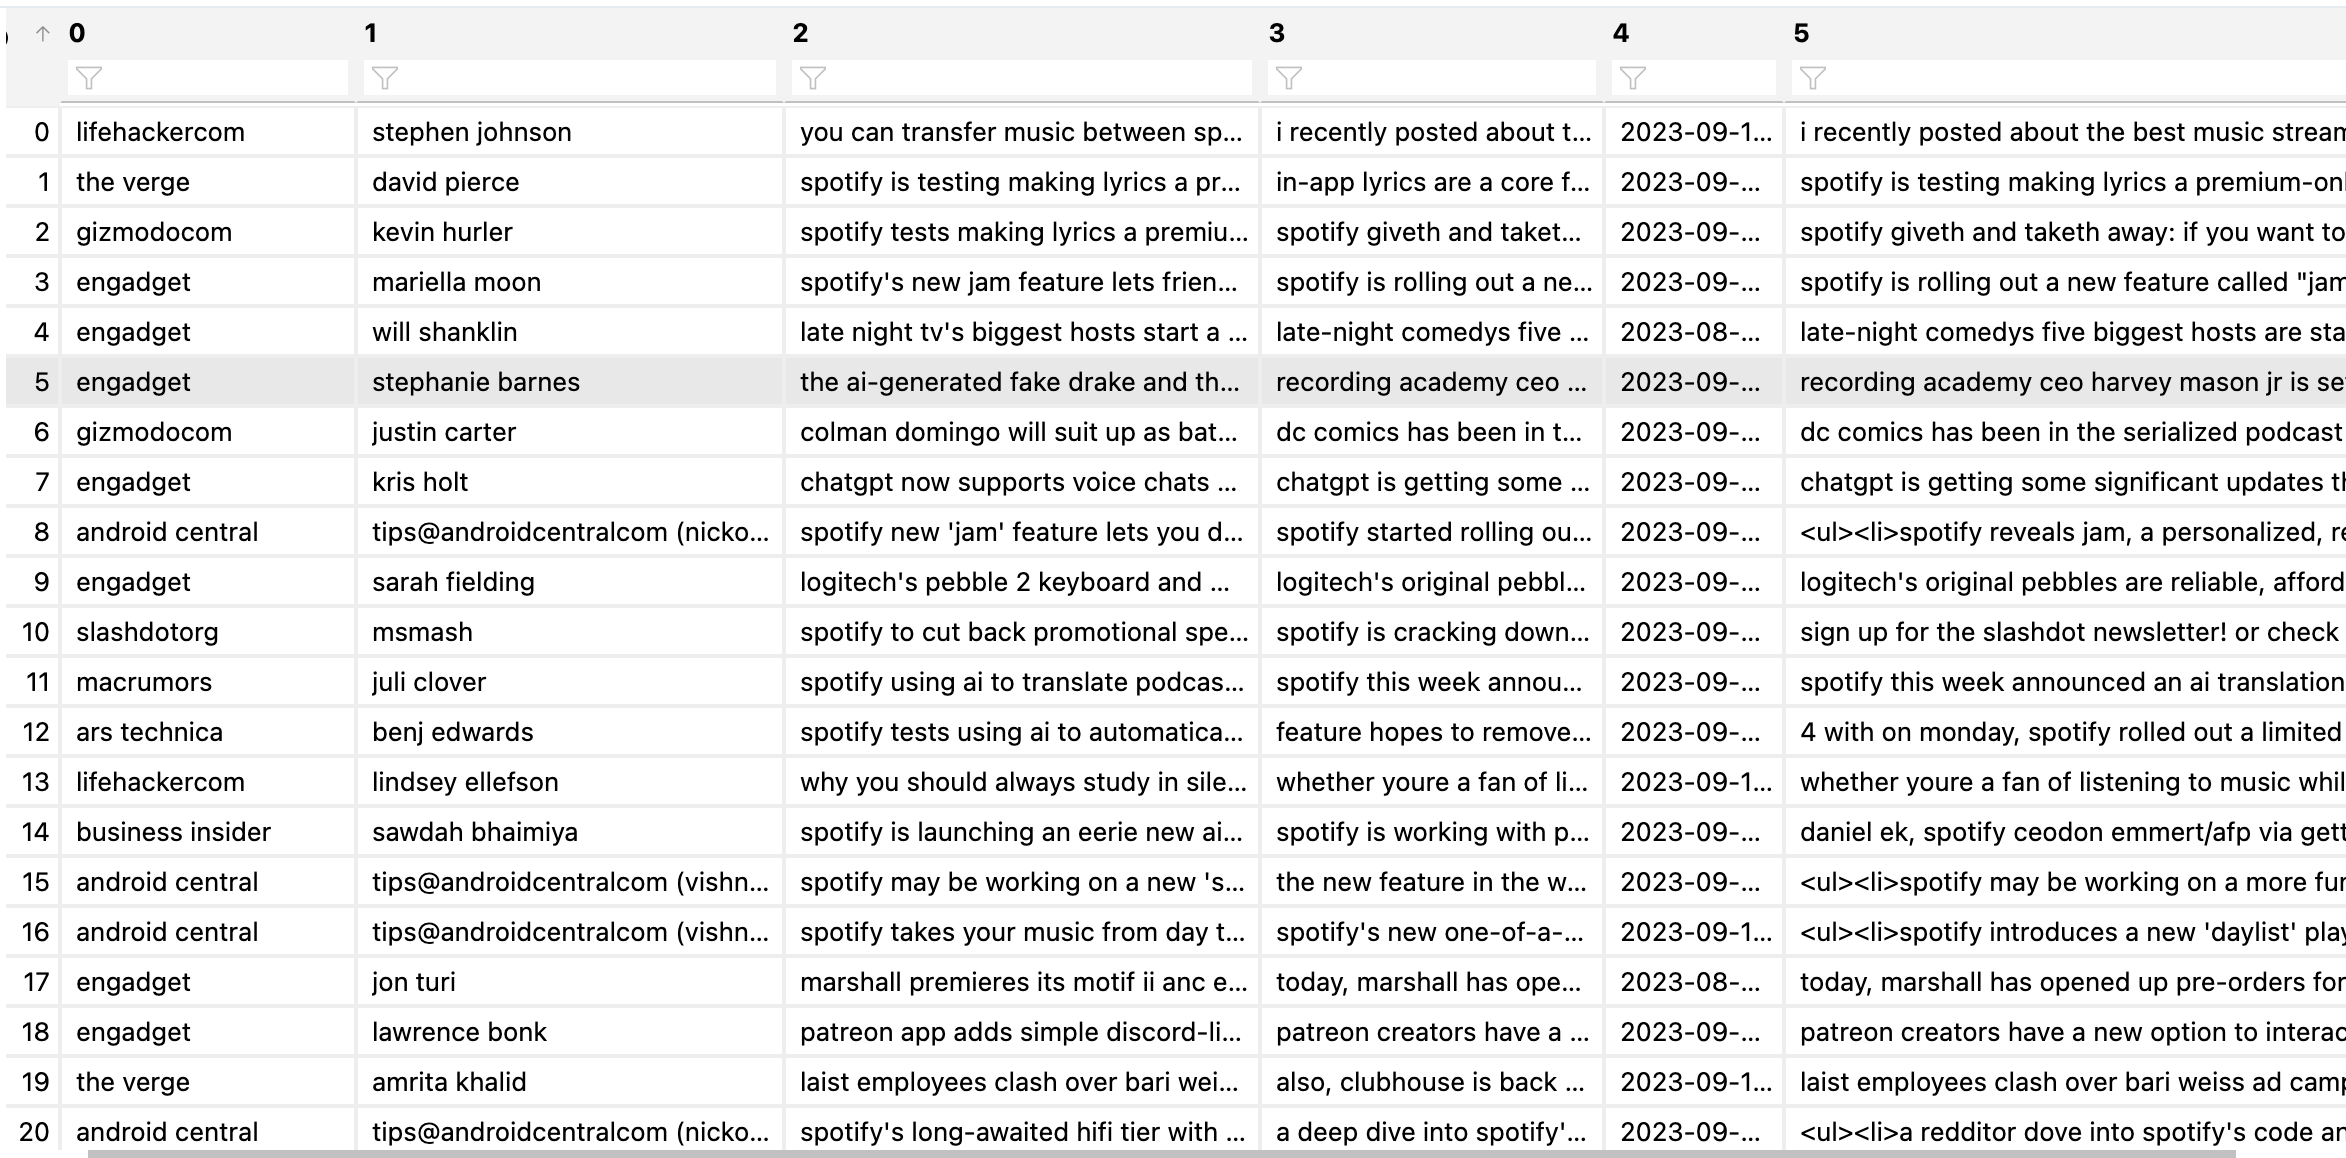 0 1 2 3 4 5
0 lifehackercom stephen johnson you can transfer music between sp... i recently posted about t... 2023-09-1... i recently posted about the best music stream
1 the verge david pierce spotify is testing making lyrics a pr... in-app lyrics are a core f... 2023-09-... spotify is testing making lyrics a premium-onl
2 gizmodocom kevin hurler spotify tests making lyrics a premiu... spotify giveth and taket... 2023-09-... spotify giveth and taketh away: if you want to
3 engadget mariella moon spotify's new jam feature lets frien... spotify is rolling out a ne... 2023-09-... spotify is rolling out a new feature called "jam
4 engadget will shanklin late night tv's biggest hosts start a ... late-night comedys five ... 2023-08-... late-night comedys five biggest hosts are sta
5 engadget stephanie barnes the ai-generated fake drake and th... recording academy ceo ... 2023-09-... recording academy ceo harvey mason jr is se
6 gizmodocom justin carter colman domingo will suit up as bat... dc comics has been in t... 2023-09-... dc comics has been in the serialized podcast
7 engadget kris holt chatgpt now supports voice chats ... chatgpt is getting some ... 2023-09-... chatgpt is getting some significant updates th
8 android central tips@androidcentralcom (nicko... spotify new 'jam' feature lets you d... spotify started rolling ou... 2023-09-... <ul><li>spotify reveals jam, a personalized, re
9 engadget sarah fielding logitech's pebble 2 keyboard and ... logitech's original pebbl... 2023-09-... logitech's original pebbles are reliable, afford
10 slashdotorg msmash spotify to cut back promotional spe... spotify is cracking down... 2023-09-... sign up for the slashdot newsletter! or check
11 macrumors juli clover spotify using ai to translate podcas... spotify this week annou... 2023-09-... spotify this week announced an ai translation
12 ars technica benj edwards spotify tests using ai to automatica... feature hopes to remove... 2023-09-... 4 with on monday, spotify rolled out a limited
13 lifehackercom lindsey ellefson why you should always study in sile... whether youre a fan of li... 2023-09-1... whether youre a fan of listening to music whil
14 business insider sawdah bhaimiya spotify is launching an eerie new ai... spotify is working with p... 2023-09-... daniel ek, spotify ceodon emmert/afp via gett
15 android central tips@androidcentralcom (vishn... spotify may be working on a new 's... the new feature in the w... 2023-09-... <ul><li>spotify may be working on a more fun
16 android central tips@androidcentralcom (vishn... spotify takes your music from day t... spotify's new one-of-a-... 2023-09-1... <ul><li>spotify introduces a new 'daylist' play
17 engadget jon turi marshall premieres its motif ii anc e... today, marshall has ope... 2023-08-... today, marshall has opened up pre-orders for
18 engadget lawrence bonk patreon app adds simple discord-li... patreon creators have a ... 2023-09-... patreon creators have a new option to interac
19 the verge amrita khalid laist employees clash over bari wei... also, clubhouse is back ... 2023-09-1... laist employees clash over bari weiss ad camp
20 android central tips@androidcentralcom (nicko... spotify's long-awaited hifi tier with ... a deep dive into spotify'... 2023-09-... <ul><li>a redditor dove into spotify's code an